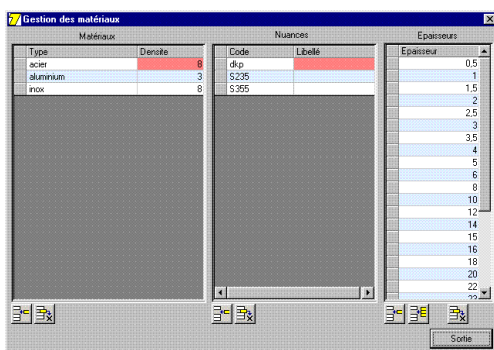 Gestion des matériaux
Matériaux
Nuances
Epaisseurs
Type Densite
acier 8
aluminium 3
inox 8
Code Libellé
dkp
S235
S355
Epaisseur
0,5
1
1,5
2
2,5
3
3,5
4
5
6
8
10
12
14
15
16
18
20
22
Sortie